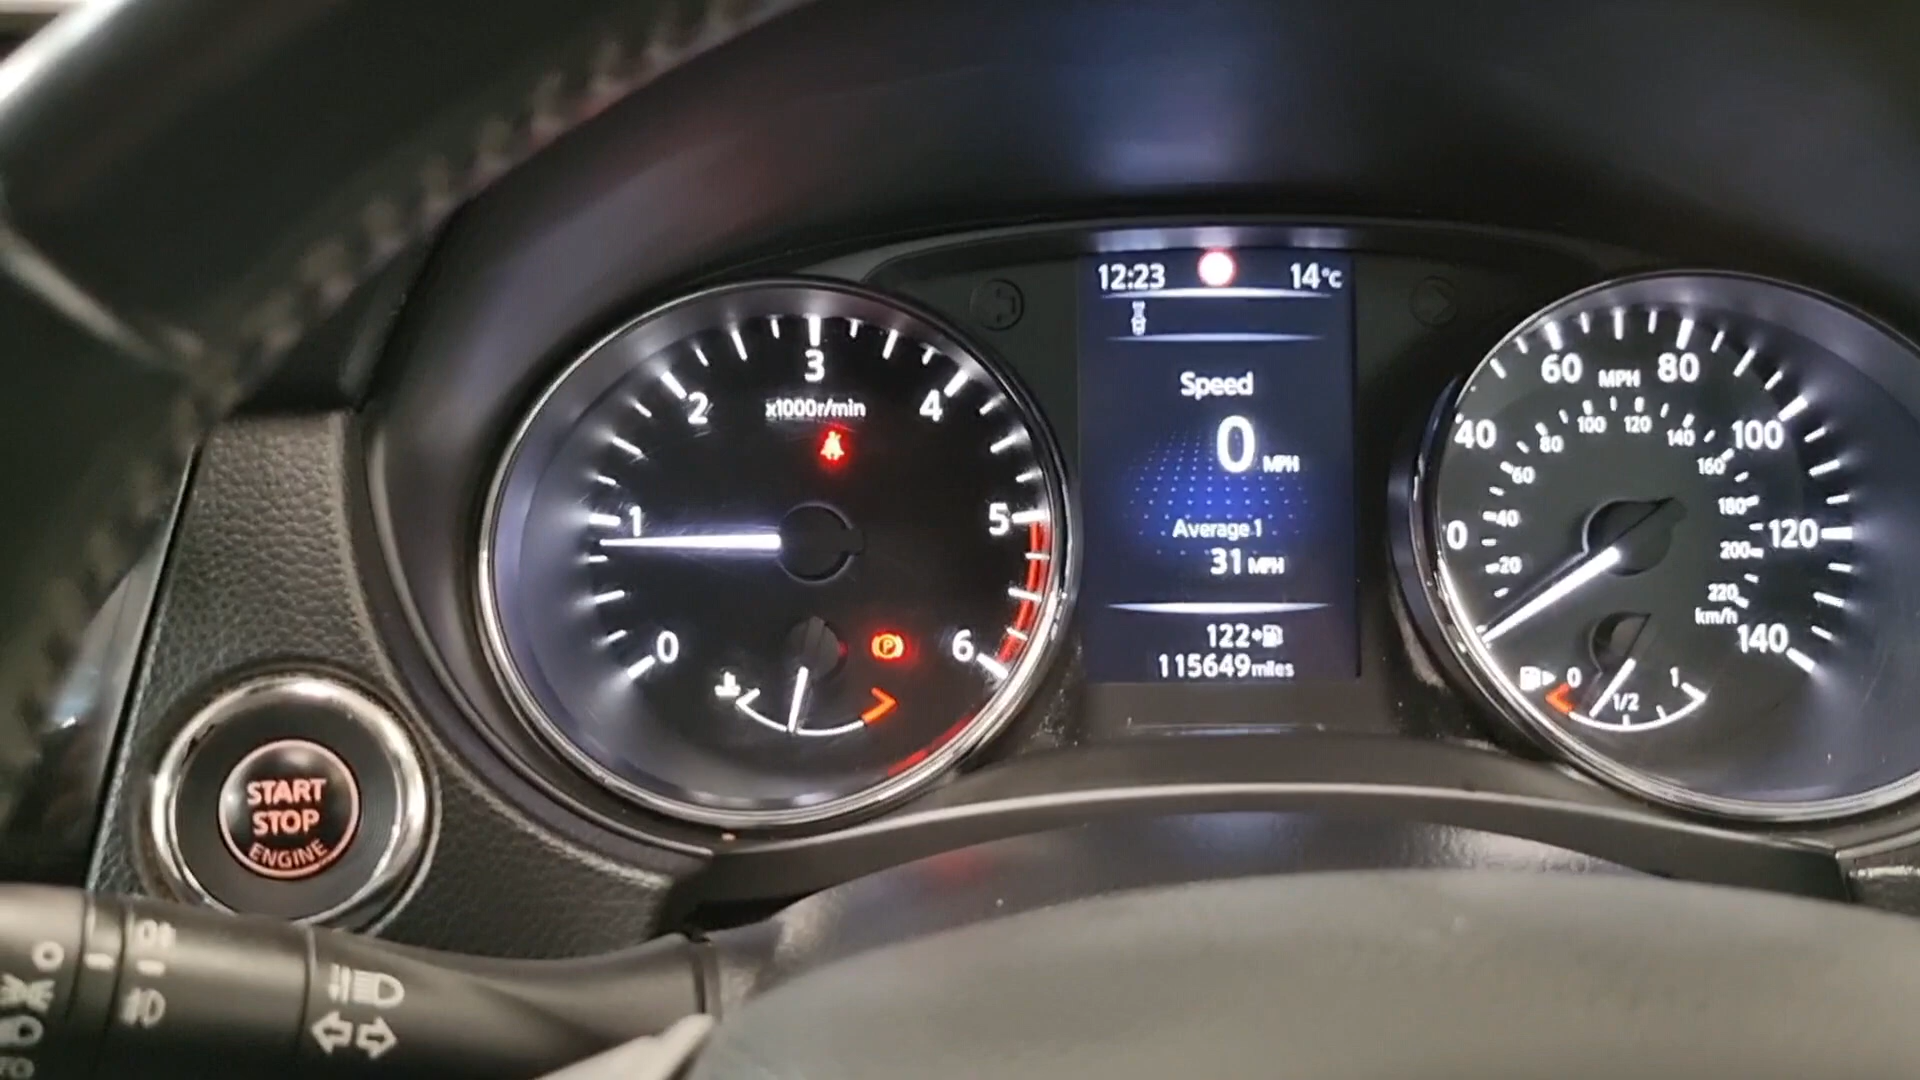 12:23 14°C
Speed
0 MPH
Average 1
31 MPH
122
115649 miles
0 1 2 3 4 5 6
x1000r/min
P
40 60 80 100 120 140
MPH
20 40 60 80 100 120 140 160 180 200 220
km/h
0
0 1/2 1
START
STOP
ENGINE